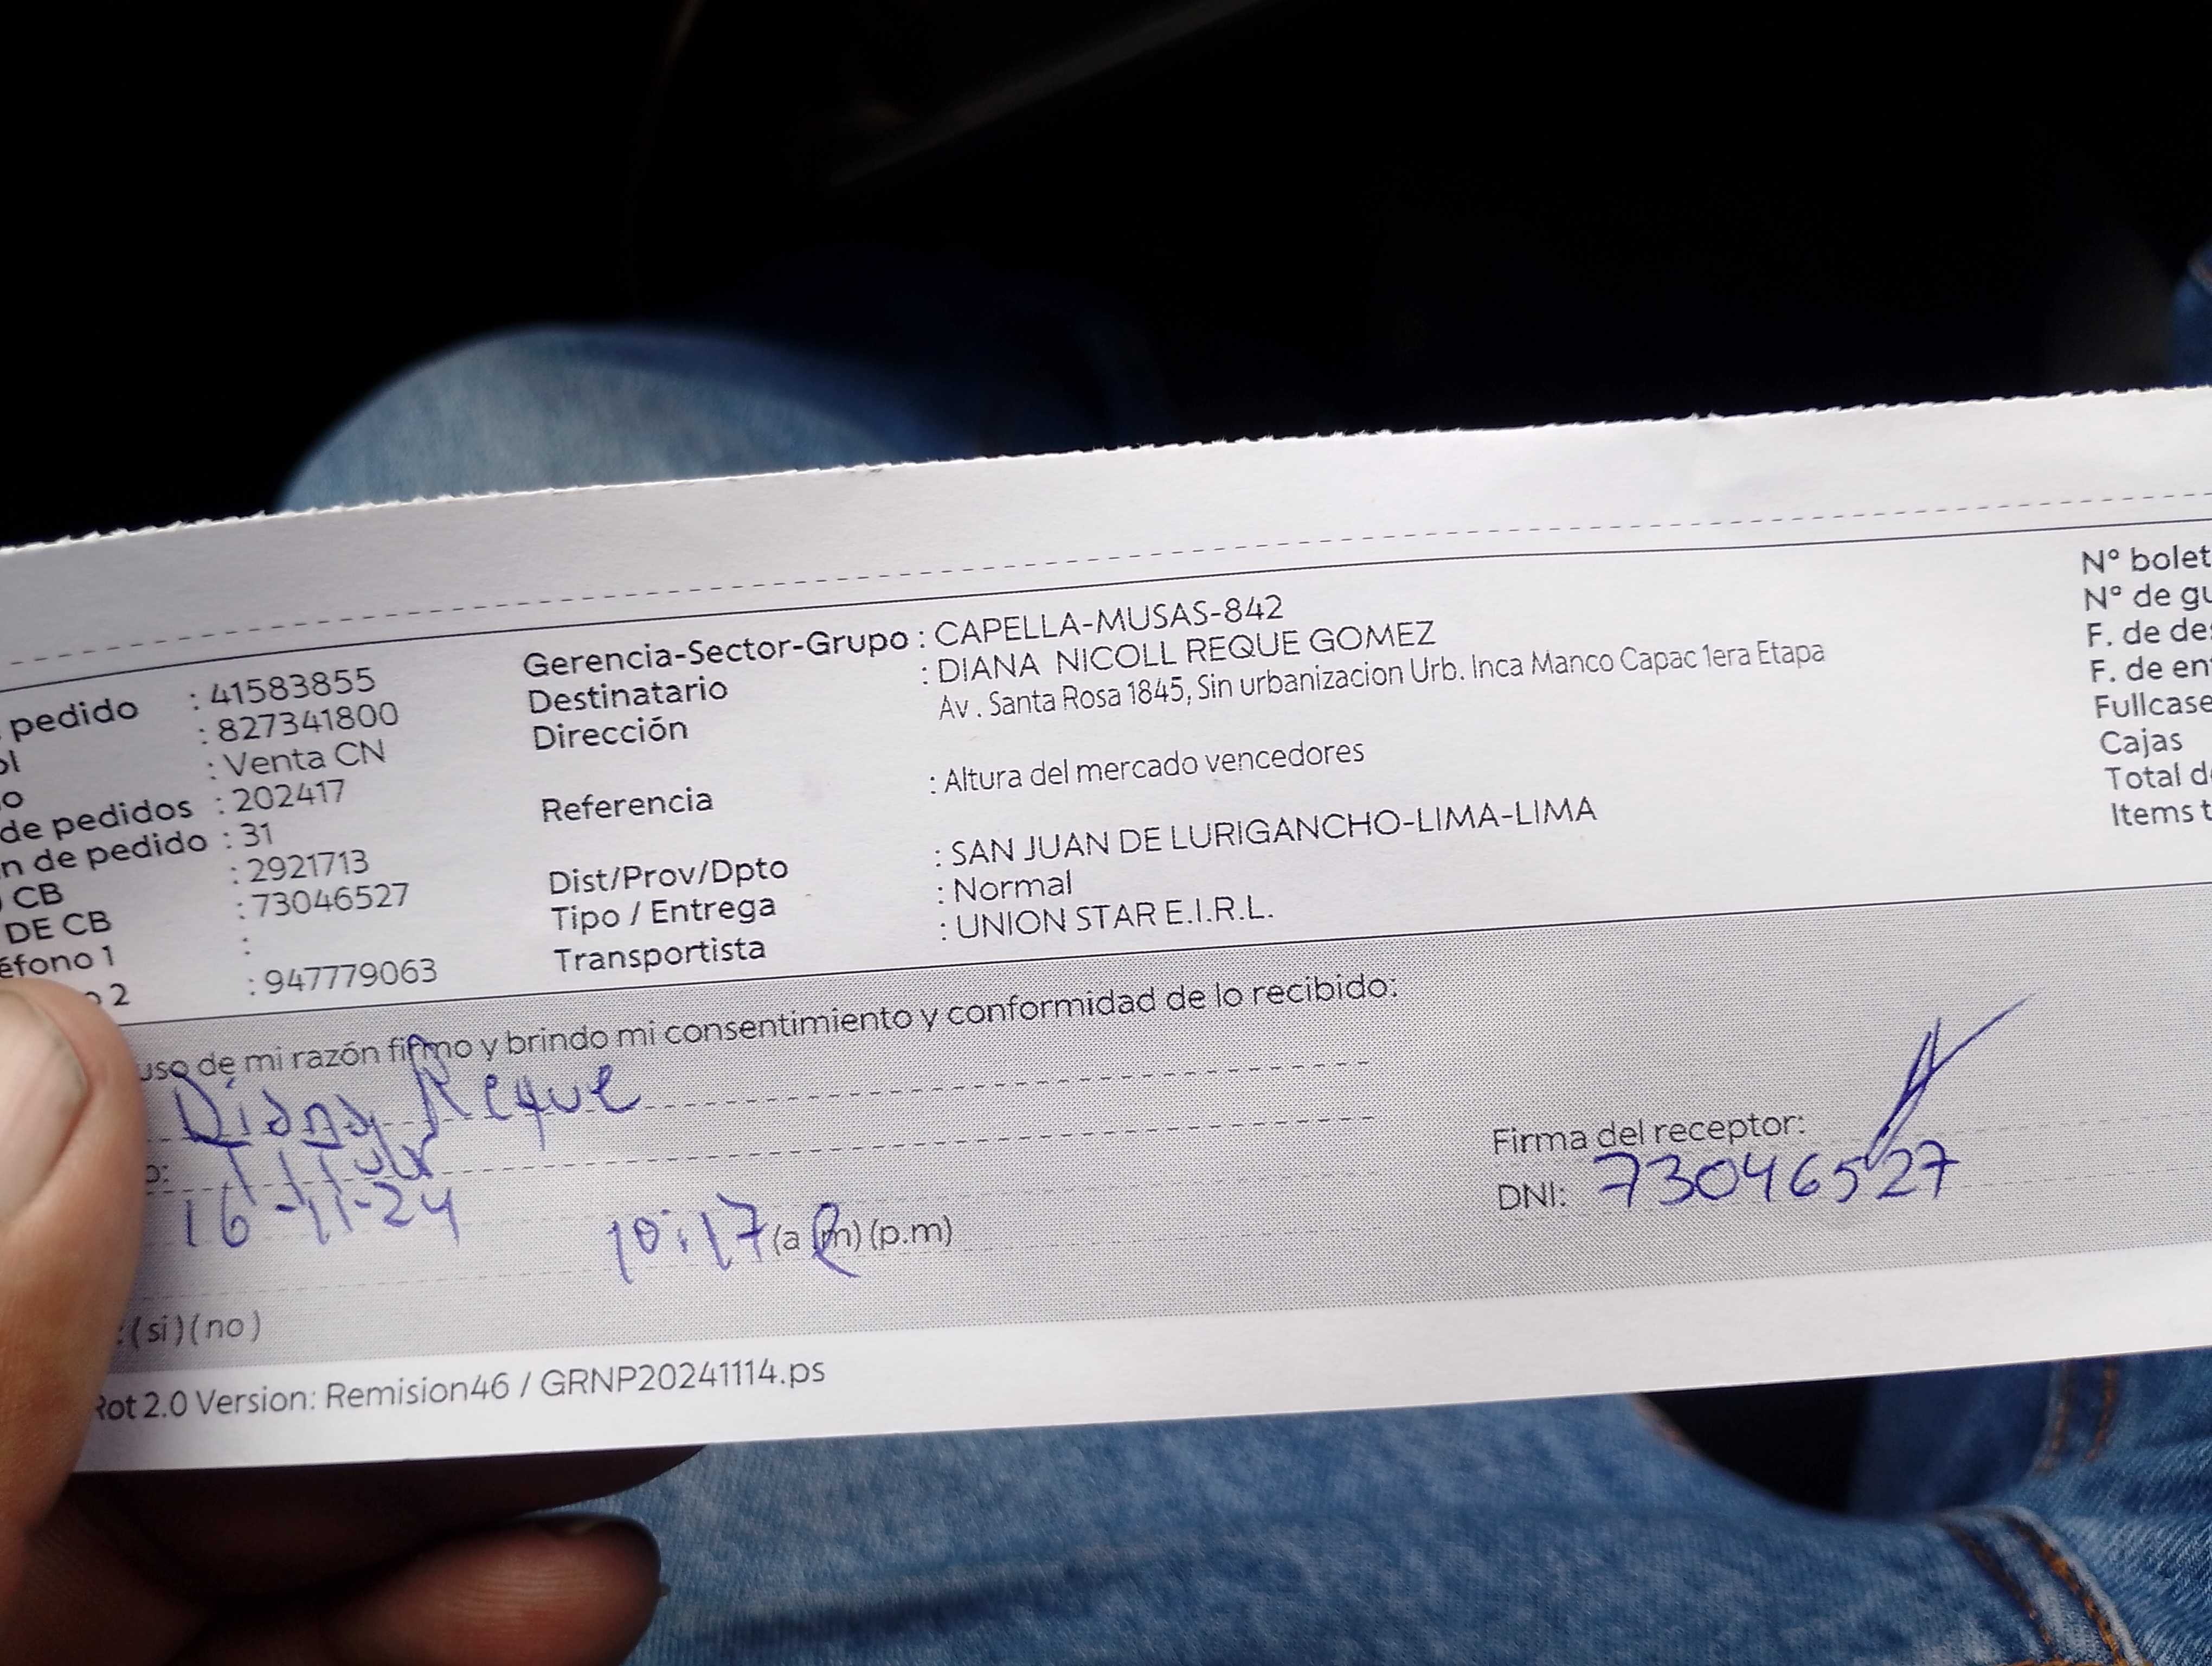 pedido : 41583855
: 827341800
: Venta CN
de pedidos : 202417
n de pedido : 31
CB : 2921713
DE CB : 73046527
éfono 1 :
2 : 947779063
Gerencia-Sector-Grupo : CAPELLA-MUSAS-842
Destinatario : DIANA NICOLL REQUE GOMEZ
Dirección Av . Santa Rosa 1845, Sin urbanizacion Urb. Inca Manco Capac 1era Etapa
Referencia : Altura del mercado vencedores
Dist/Prov/Dpto : SAN JUAN DE LURIGANCHO-LIMA-LIMA
Tipo / Entrega : Normal
Transportista : UNION STAR E.I.R.L.
N° bolet
N° de gu
F. de de
F. de en
Fullcase
Cajas
Total d
Items t
uso de mi razón firmo y brindo mi consentimiento y conformidad de lo recibido:
Diana Reque
o: Titular
16-11-24 10:17 (a m) (p.m)
Firma del receptor:
DNI: 73046527
: (si) (no)
Rot 2.0 Version: Remision46 / GRNP20241114.ps